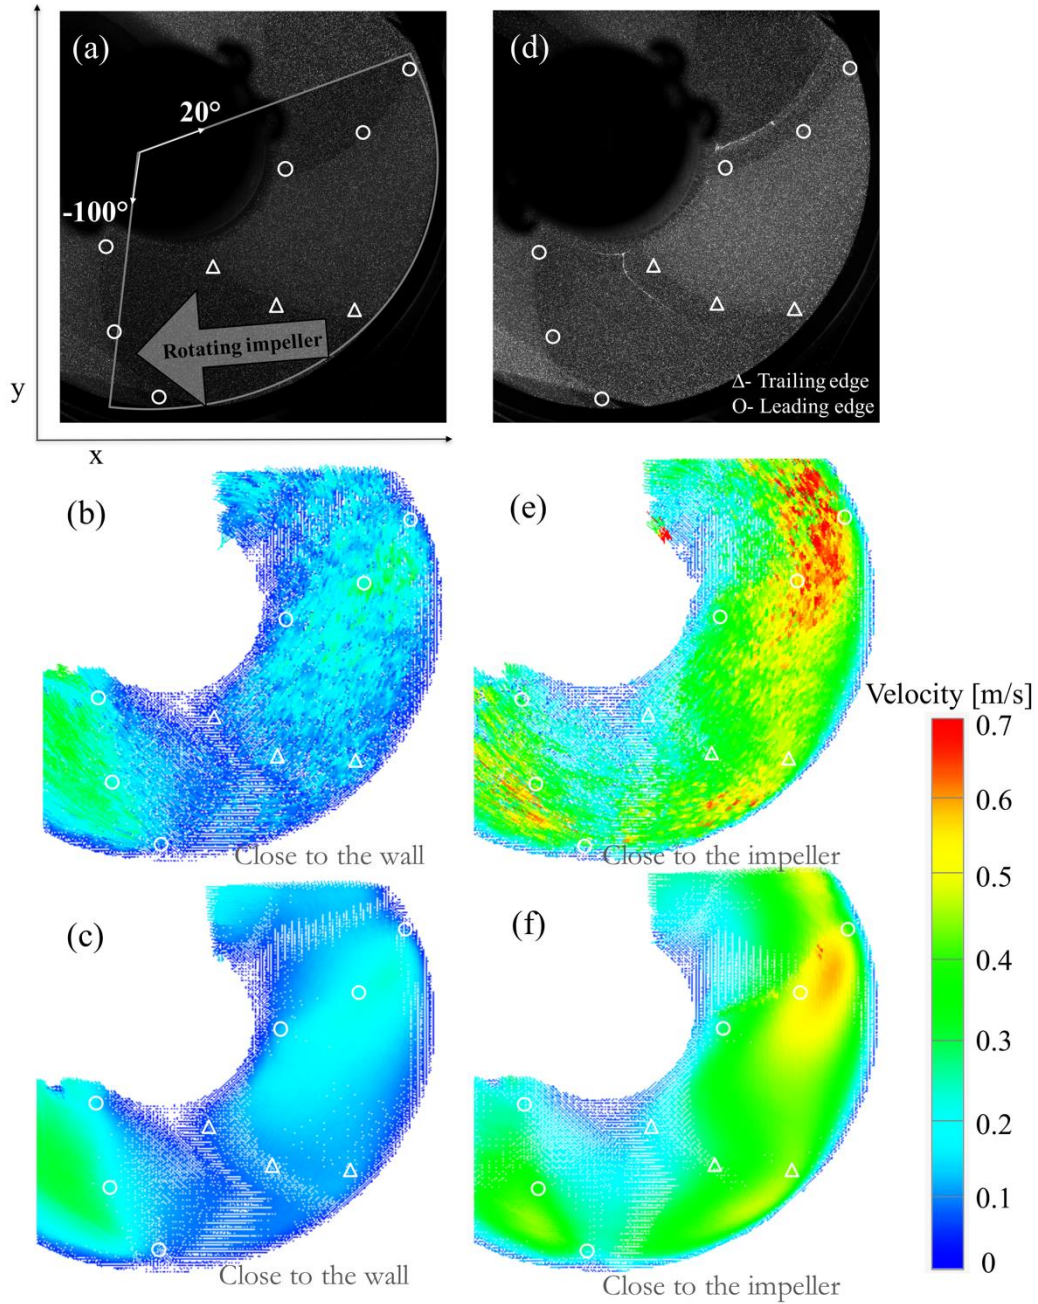 (a)
20°
-100°
Rotating impeller
y
x
(d)
Δ- Trailing edge
O- Leading edge
(b)
Close to the wall
(e)
Close to the impeller
(c)
Close to the wall
(f)
Close to the impeller
Velocity [m/s]
0.7
0.6
0.5
0.4
0.3
0.2
0.1
0